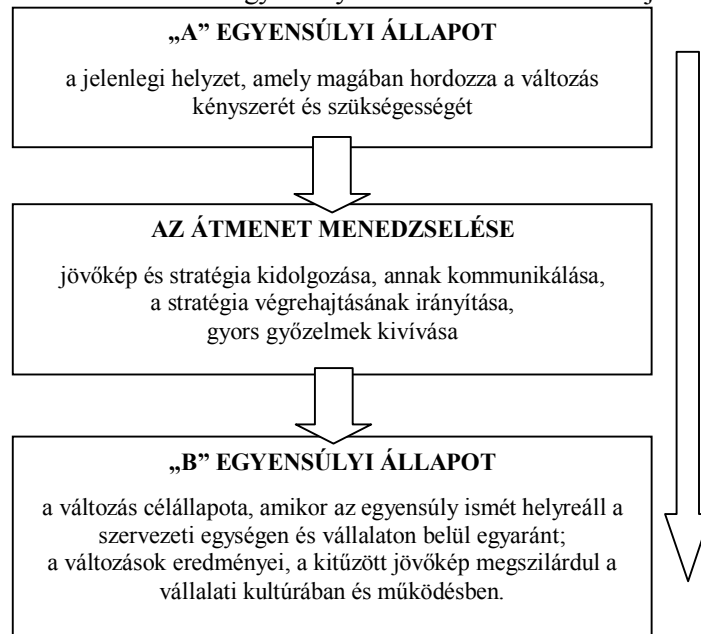 „A” EGYENSÚLYI ÁLLAPOT
a jelenlegi helyzet, amely magában hordozza a változás
kényszerét és szükségességét
AZ ÁTMENET MENEDZSELÉSE
jövőkép és stratégia kidolgozása, annak kommunikálása,
a stratégia végrehajtásának irányítása,
gyors győzelmek kivívása
„B” EGYENSÚLYI ÁLLAPOT
a változás célállapota, amikor az egyensúly ismét helyreáll a
szervezeti egységen és vállalaton belül egyaránt;
a változások eredményei, a kitűzött jövőkép megszilárdul a
vállalati kultúrában és működésben.